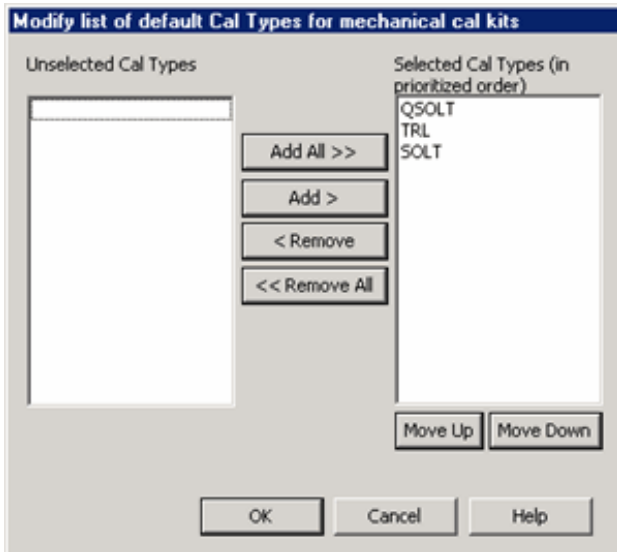 Modify list of default Cal Types for mechanical cal kits
Unselected Cal Types
Selected Cal Types (in
prioritized order)
QSOLT
TRL
SOLT
Add All >>
Add >
< Remove
<< Remove All
Move Up
Move Down
OK
Cancel
Help